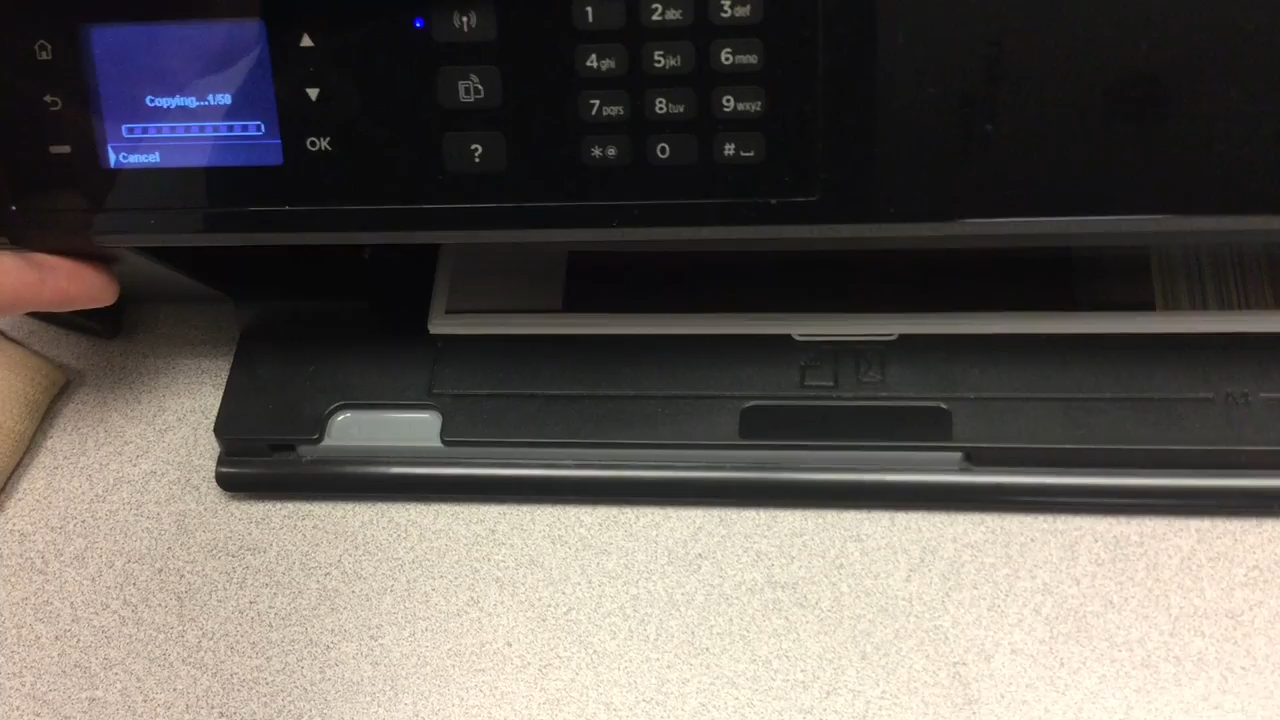 Copying...1/50
Cancel
OK
?
1 2abc 3def
4ghi 5jkl 6mno
7pqrs 8tuv 9wxyz
*@ 0 #